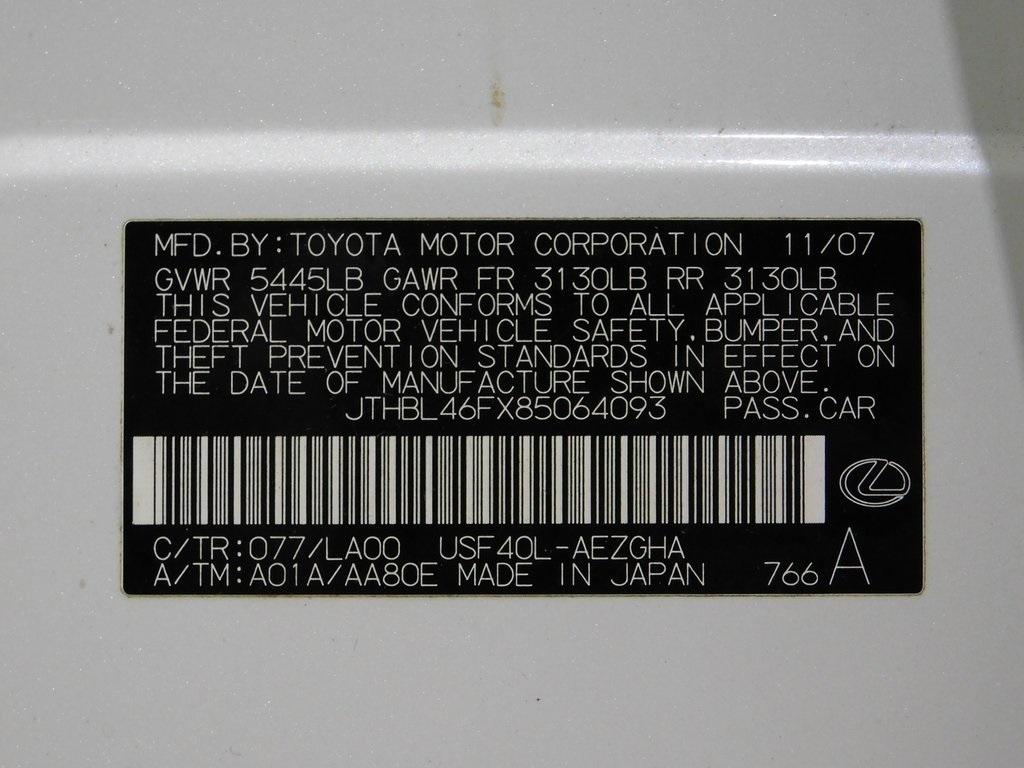 MFD.BY:TOYOTA MOTOR CORPORATION 11/07
GVWR 5445LB GAWR FR 3130LB RR 3130LB
THIS VEHICLE CONFORMS TO ALL APPLICABLE
FEDERAL MOTOR VEHICLE SAFETY,BUMPER,AND
THEFT PREVENTION STANDARDS IN EFFECT ON
THE DATE OF MANUFACTURE SHOWN ABOVE.
JTHBL46FX85064093 PASS.CAR
C/TR:077/LA00 USF40L-AEZGHA
A/TM:A01A/AA80E MADE IN JAPAN 766 A